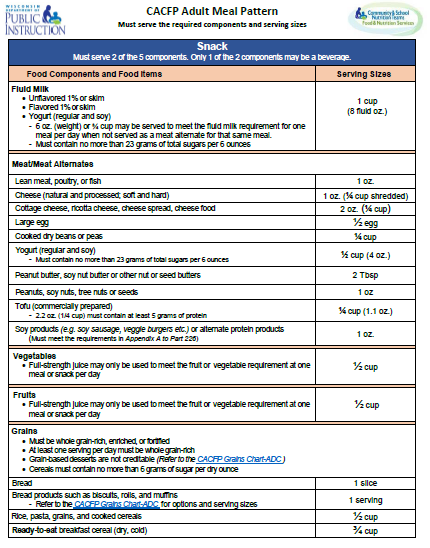 WISCONSIN DEPARTMENT OF
PUBLIC
INSTRUCTION
CACFP Adult Meal Pattern
Must serve the required components and serving sizes
Community & School
Nutrition Teams
Food & Nutrition Services
Snack
Must serve 2 of the 5 components. Only 1 of the 2 components may be a beverage.
Food Components and Food Items
Serving Sizes
Fluid Milk
• Unflavored 1% or skim
• Flavored 1% or skim
• Yogurt (regular and soy)
- 6 oz. (weight) or ¾ cup may be served to meet the fluid milk requirement for one
meal per day when not served as a meat alternate for that same meal.
- Must contain no more than 23 grams of total sugars per 6 ounces
1 cup
(8 fluid oz.)
Meat/Meat Alternates
Lean meat, poultry, or fish
1 oz.
Cheese (natural and processed; soft and hard)
1 oz. (¼ cup shredded)
Cottage cheese, ricotta cheese, cheese spread, cheese food
2 oz. (¼ cup)
Large egg
½ egg
Cooked dry beans or peas
¼ cup
Yogurt (regular and soy)
- Must contain no more than 23 grams of total sugars per 6 ounces
½ cup (4 oz.)
Peanut butter, soy nut butter or other nut or seed butters
2 Tbsp
Peanuts, soy nuts, tree nuts or seeds
1 oz
Tofu (commercially prepared)
- 2.2 oz. (1/4 cup) must contain at least 5 grams of protein
¼ cup (1.1 oz.)
Soy products (e.g. soy sausage, veggie burgers etc.) or alternate protein products
(Must meet the requirements in Appendix A to Part 226)
1 oz.
Vegetables
• Full-strength juice may only be used to meet the fruit or vegetable requirement at one
meal or snack per day
½ cup
Fruits
• Full-strength juice may only be used to meet the fruit or vegetable requirement at one
meal or snack per day
½ cup
Grains
• Must be whole grain-rich, enriched, or fortified
• At least one serving per day must be whole grain-rich
• Grain-based desserts are not creditable (Refer to the CACFP Grains Chart-ADC )
• Cereals must contain no more than 6 grams of sugar per dry ounce
Bread
1 slice
Bread products such as biscuits, rolls, and muffins
- Refer to the CACFP Grains Chart-ADC for options and serving sizes
1 serving
Rice, pasta, grains, and cooked cereals
½ cup
Ready-to-eat breakfast cereal (dry, cold)
¾ cup